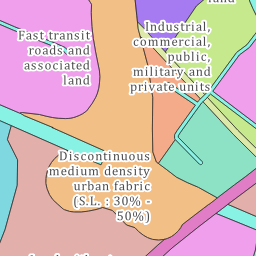 land
Industrial,
commercial,
public,
military and
private units
Fast transit
roads and
associated
land
Discontinuous
medium density
urban fabric
(S.L. : 30% -
50%)